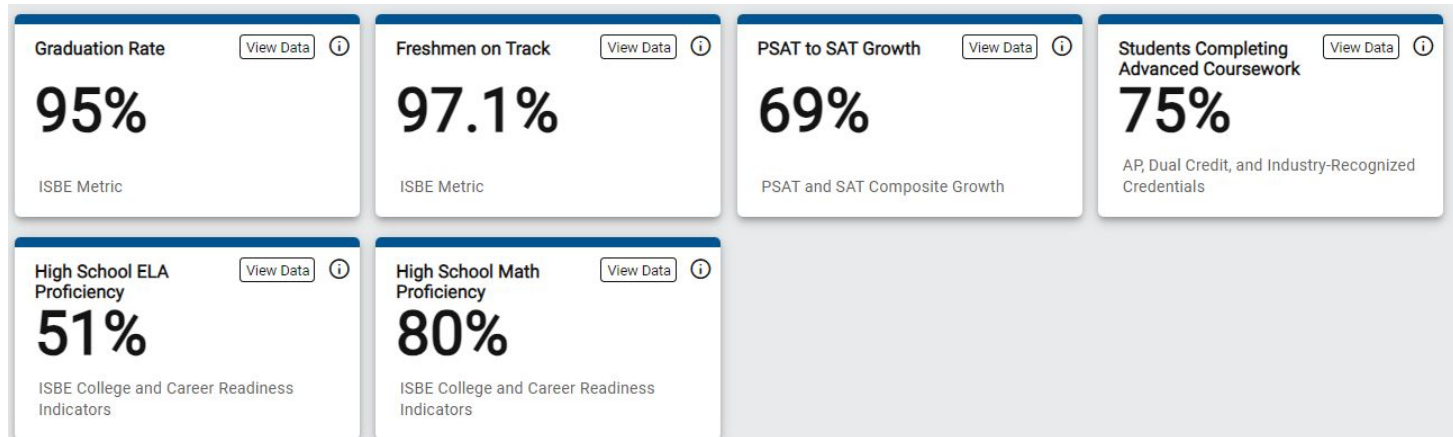 Graduation Rate
View Data
95%
ISBE Metric
Freshmen on Track
View Data
97.1%
ISBE Metric
PSAT to SAT Growth
View Data
69%
PSAT and SAT Composite Growth
Students Completing
Advanced Coursework
View Data
75%
AP, Dual Credit, and Industry-Recognized
Credentials
High School ELA
Proficiency
View Data
51%
ISBE College and Career Readiness
Indicators
High School Math
Proficiency
View Data
80%
ISBE College and Career Readiness
Indicators